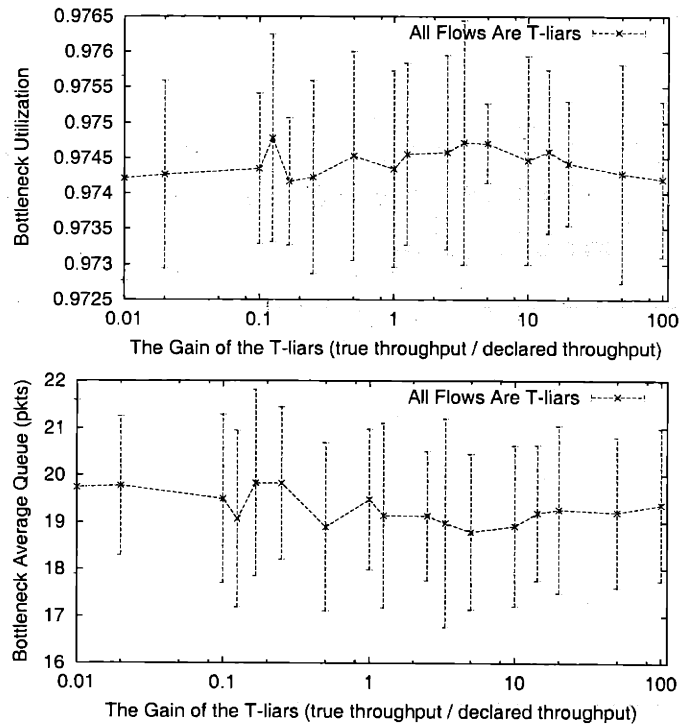 0.9765
0.976
0.9755
0.975
0.9745
0.974
0.9735
0.973
0.9725
Bottleneck Utilization
All Flows Are T-liars
0.01 0.1 1 10 100
The Gain of the T-liars (true throughput / declared throughput)
22
21
20
19
18
17
16
Bottleneck Average Queue (pkts)
All Flows Are T-liars
0.01 0.1 1 10 100
The Gain of the T-liars (true throughput / declared throughput)